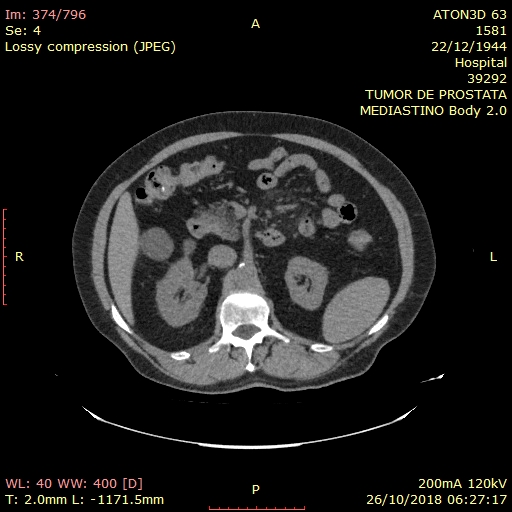 Im: 374/796
Se: 4
Lossy compression (JPEG)
A
ATON3D 63
1581
22/12/1944
Hospital
39292
TUMOR DE PROSTATA
MEDIASTINO Body 2.0
R
L
WL: 40 WW: 400 [D]
T: 2.0mm L: -1171.5mm
P
200mA 120kV
26/10/2018 06:27:17